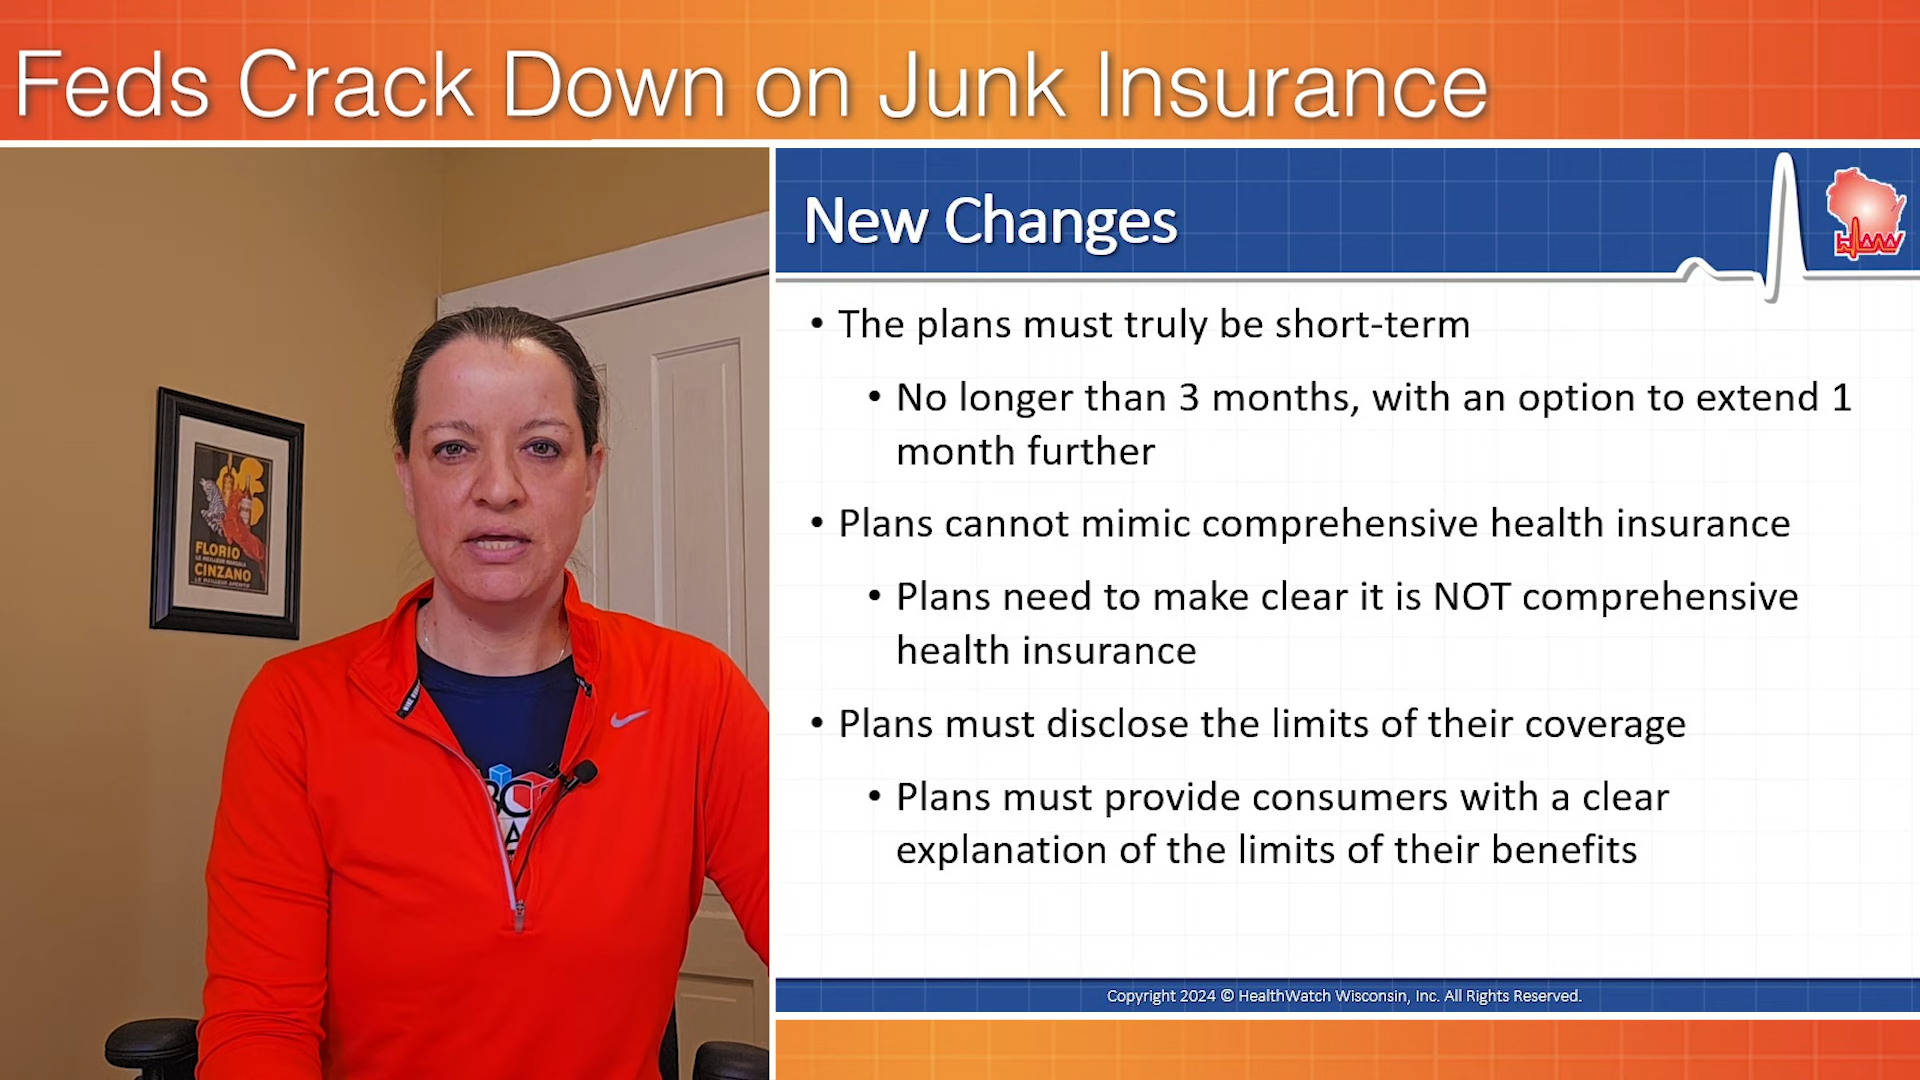 Feds Crack Down on Junk Insurance
New Changes
• The plans must truly be short-term
• No longer than 3 months, with an option to extend 1
month further
• Plans cannot mimic comprehensive health insurance
• Plans need to make clear it is NOT comprehensive
health insurance
• Plans must disclose the limits of their coverage
• Plans must provide consumers with a clear
explanation of the limits of their benefits
Copyright 2024 © HealthWatch Wisconsin, Inc. All Rights Reserved.
FLORIO
CINZANO